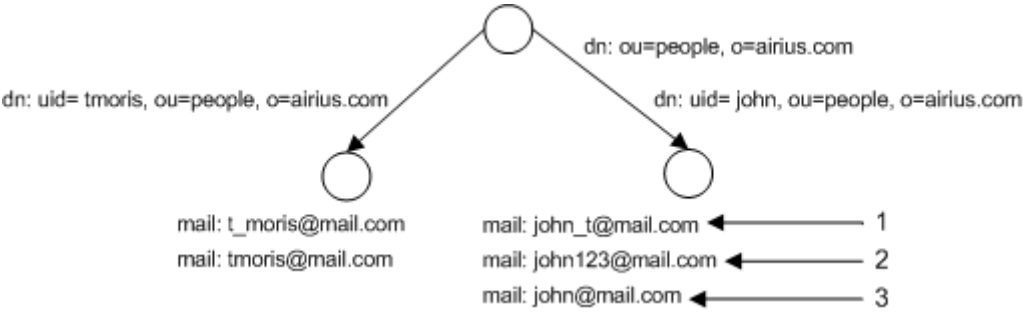 dn: ou=people, o=airius.com
dn: uid= tmoris, ou=people, o=airius.com
dn: uid= john, ou=people, o=airius.com
mail: t_moris@mail.com
mail: tmoris@mail.com
mail: john_t@mail.com 1
mail: john123@mail.com 2
mail: john@mail.com 3